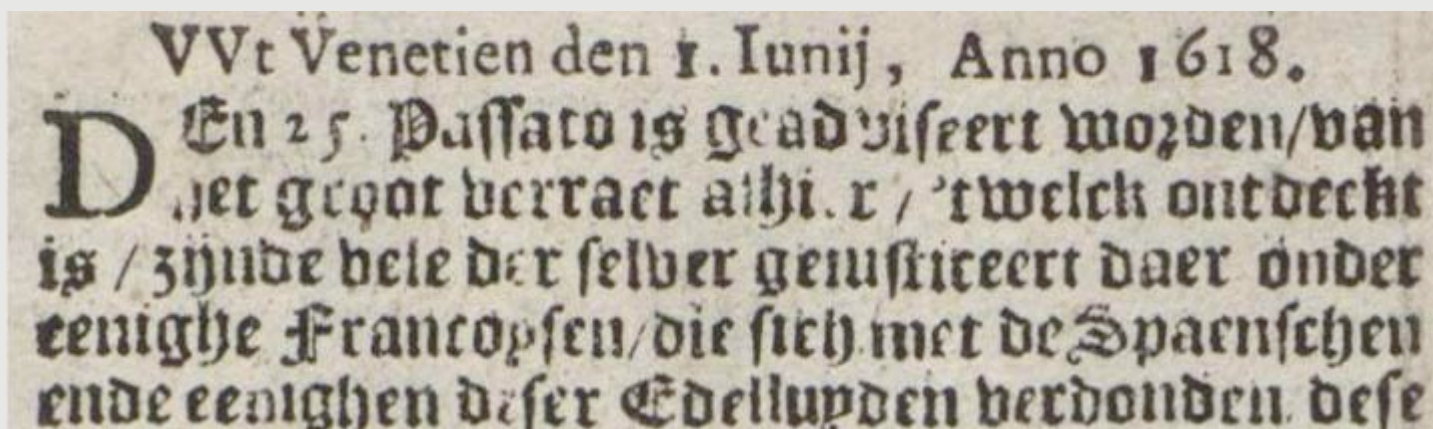 VVt Venetien den 1. Iunij, Anno 1618.
DEn 25. Passato is geadviseert worden/van
het groot verraet alhier/ 'twelck ontdeckt
is/zijnde vele der selver geiusticeert daer onder
eenighe Francoysen/die sich met de Spaenschen
ende eenighen deser Edelluyden verbonden dese